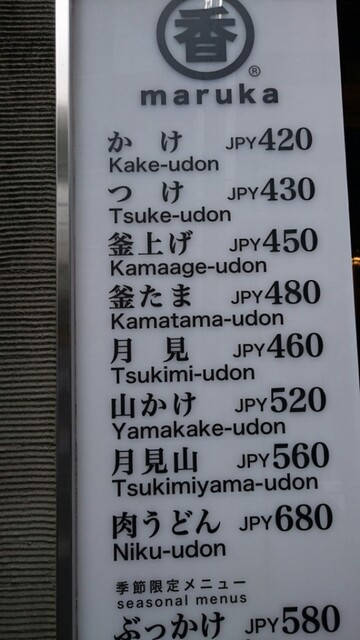 香
®
maruka
かけ JPY420
Kake-udon
つけ JPY430
Tsuke-udon
釜上げ JPY450
Kamaage-udon
釜たま JPY480
Kamatama-udon
月見 JPY460
Tsukimi-udon
山かけ JPY520
Yamakake-udon
月見山 JPY560
Tsukimiyama-udon
肉うどん JPY680
Niku-udon
季節限定メニュー
seasonal menus
ぶっかけ JPY580